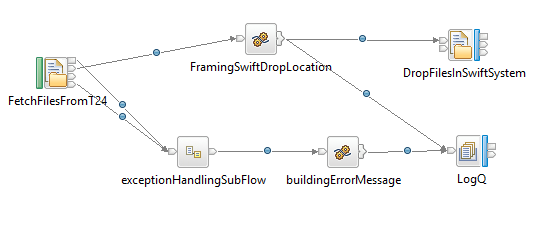 FramingSwiftDropLocation
DropFilesInSwiftSystem
FetchFilesFromT24
exceptionHandlingSubFlow
buildingErrorMessage
LogQ